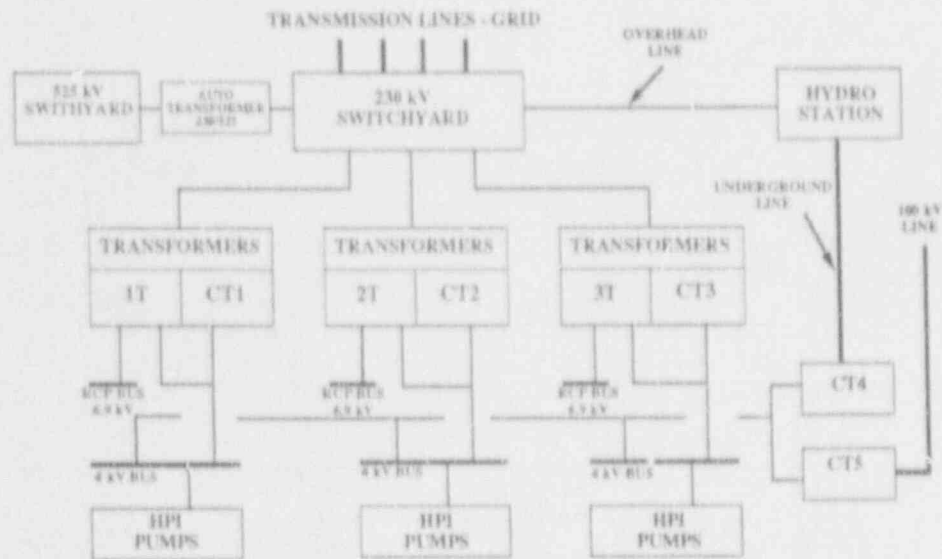 TRANSMISSION LINES - GRID
OVERHEAD
LINE
525 kV
SWITHYARD
AUTO
TRANSFORMER
230 kV
SWITCHYARD
HYDRO
STATION
UNDERGROUND
LINE
100 kV
LINE
TRANSFORMERS
1T
CT1
TRANSFORMERS
2T
CT2
TRANSFOEMERS
3T
CT3
RCP BUS
6.9 kV
RCP BUS
6.9 kV
RCP BUS
6.9 kV
CT4
CT5
4 kV BUS
4 kV BUS
4 kV BUS
HPI
PUMPS
HPI
PUMPS
HPI
PUMPS